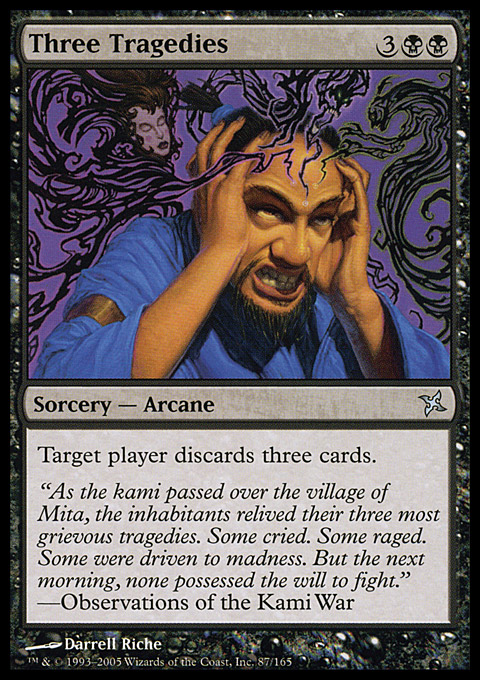 Three Tragedies 3
Sorcery — Arcane
Target player discards three cards.
“As the kami passed over the village of
Mita, the inhabitants relived their three most
grievous tragedies. Some cried. Some raged.
Some were driven to madness. But the next
morning, none possessed the will to fight.”
—Observations of the Kami War
Darrell Riche
™ & © 1993–2005 Wizards of the Coast, Inc. 87/165